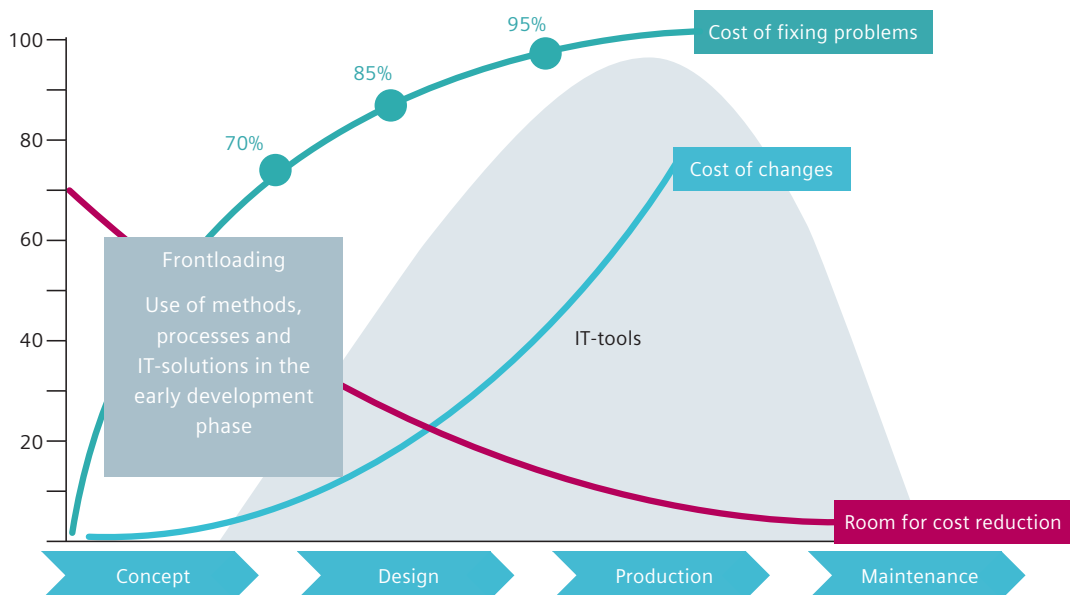 95%
Cost of fixing problems
100
85%
80
70%
Cost of changes
60
Frontloading
Use of methods,
processes and
IT-solutions in the
early development
phase
40
IT-tools
20
Room for cost reduction
Concept
Design
Production
Maintenance